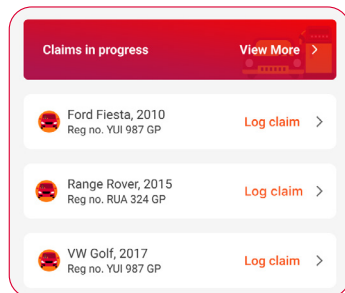 Claims in progress View More
Ford Fiesta, 2010
Reg no. YUI 987 GP
Log claim
Range Rover, 2015
Reg no. RUA 324 GP
Log claim
VW Golf, 2017
Reg no. YUI 987 GP
Log claim